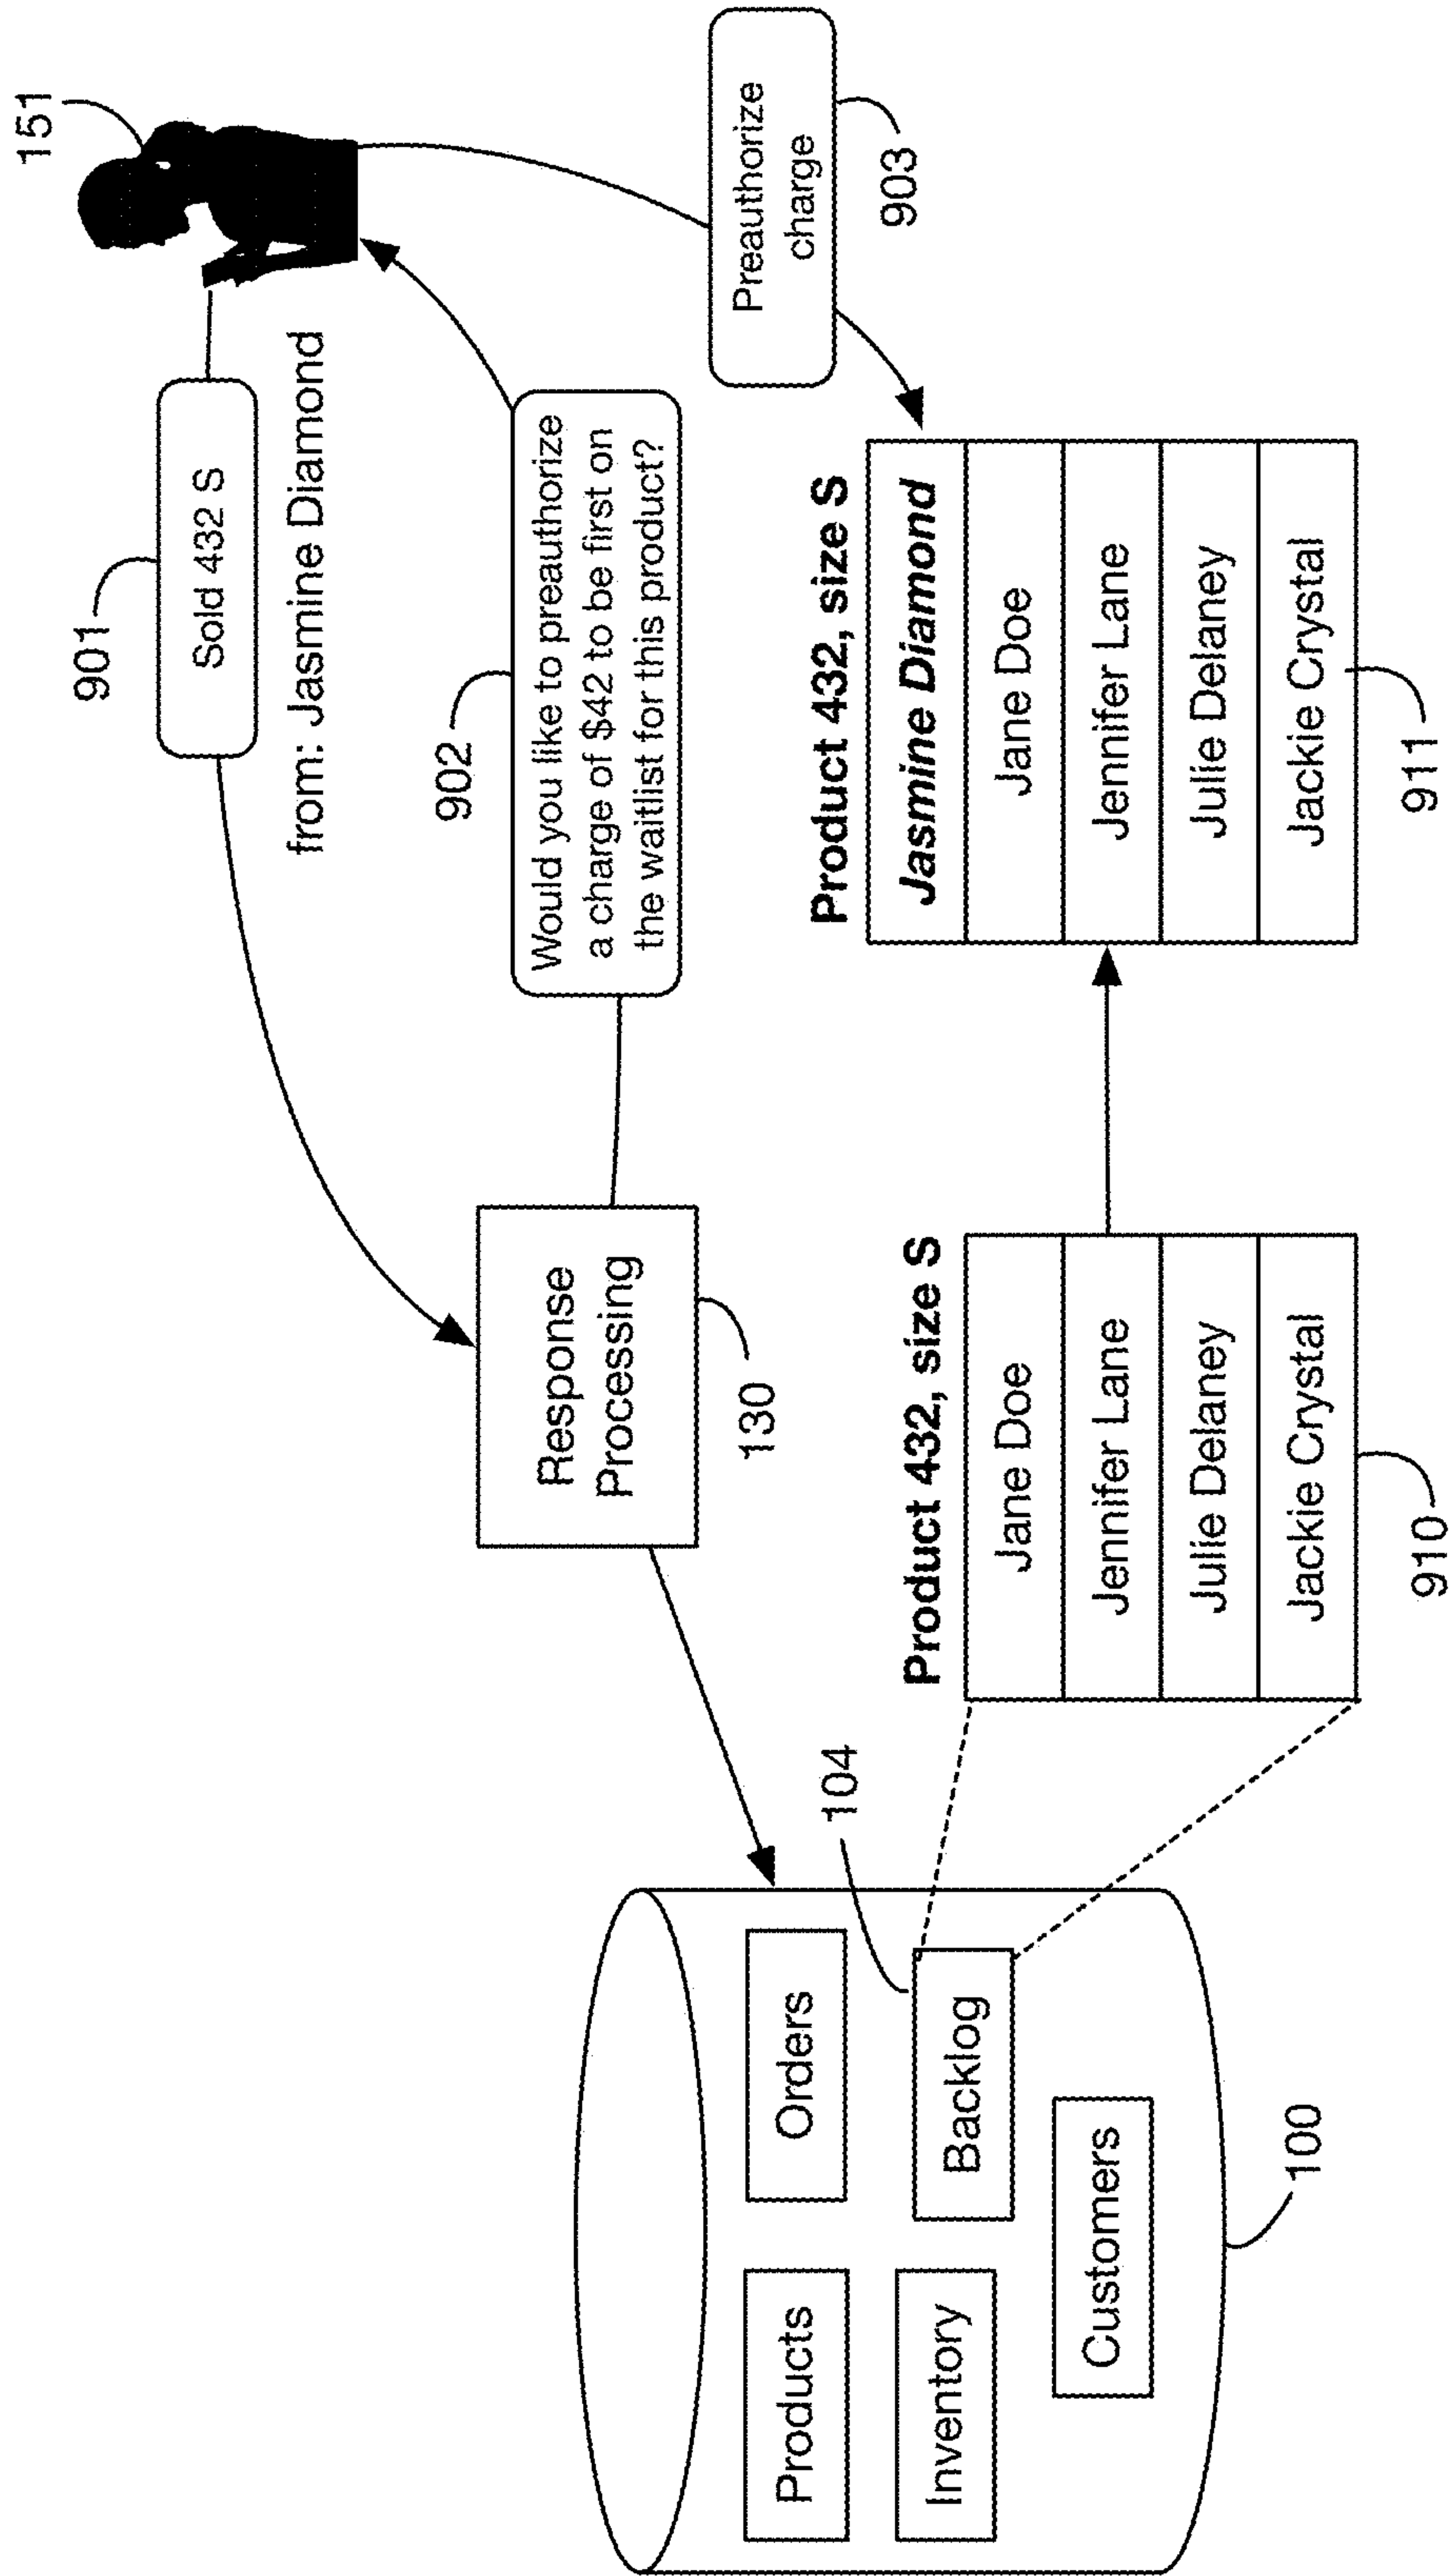 151
901
Sold 432 S
from: Jasmine Diamond
902
Would you like to preauthorize
a charge of $42 to be first on
the waitlist for this product?
Preauthorize
charge
903
Response
Processing
130
Products
Orders
Inventory
Backlog
Customers
104
100
Product 432, size S
Jane Doe
Jennifer Lane
Julie Delaney
Jackie Crystal
910
Product 432, size S
Jasmine Diamond
Jane Doe
Jennifer Lane
Julie Delaney
Jackie Crystal
911